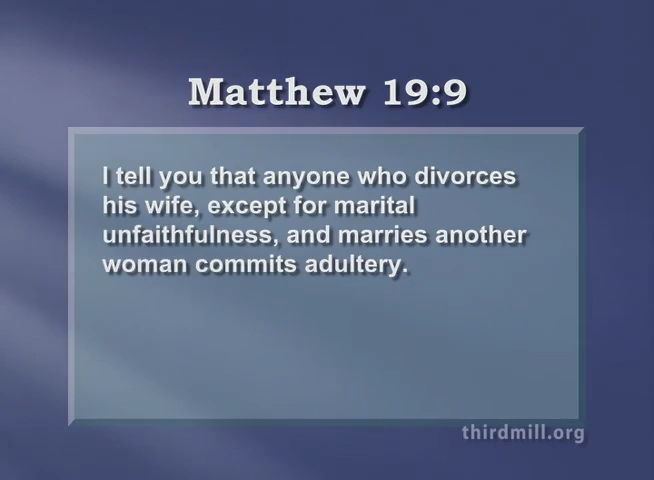 Matthew 19:9
I tell you that anyone who divorces
his wife, except for marital
unfaithfulness, and marries another
woman commits adultery.
thirdmill.org